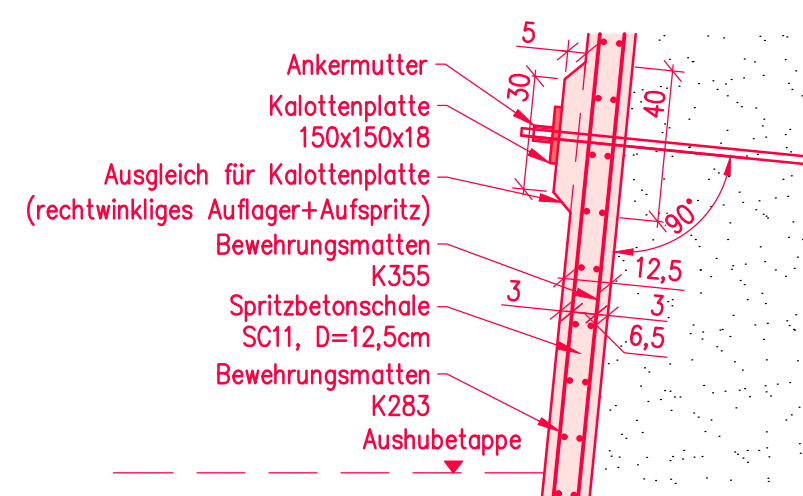 5
Ankermutter
30
Kalottenplatte
150x150x18
40
Ausgleich für Kalottenplatte
(rechtwinkliges Auflager+Aufspritz)
90°
Bewehrungsmatten
K355
12,5
3
Spritzbetonschale
3
SC11, D=12,5cm
6,5
Bewehrungsmatten
K283
Aushubetappe